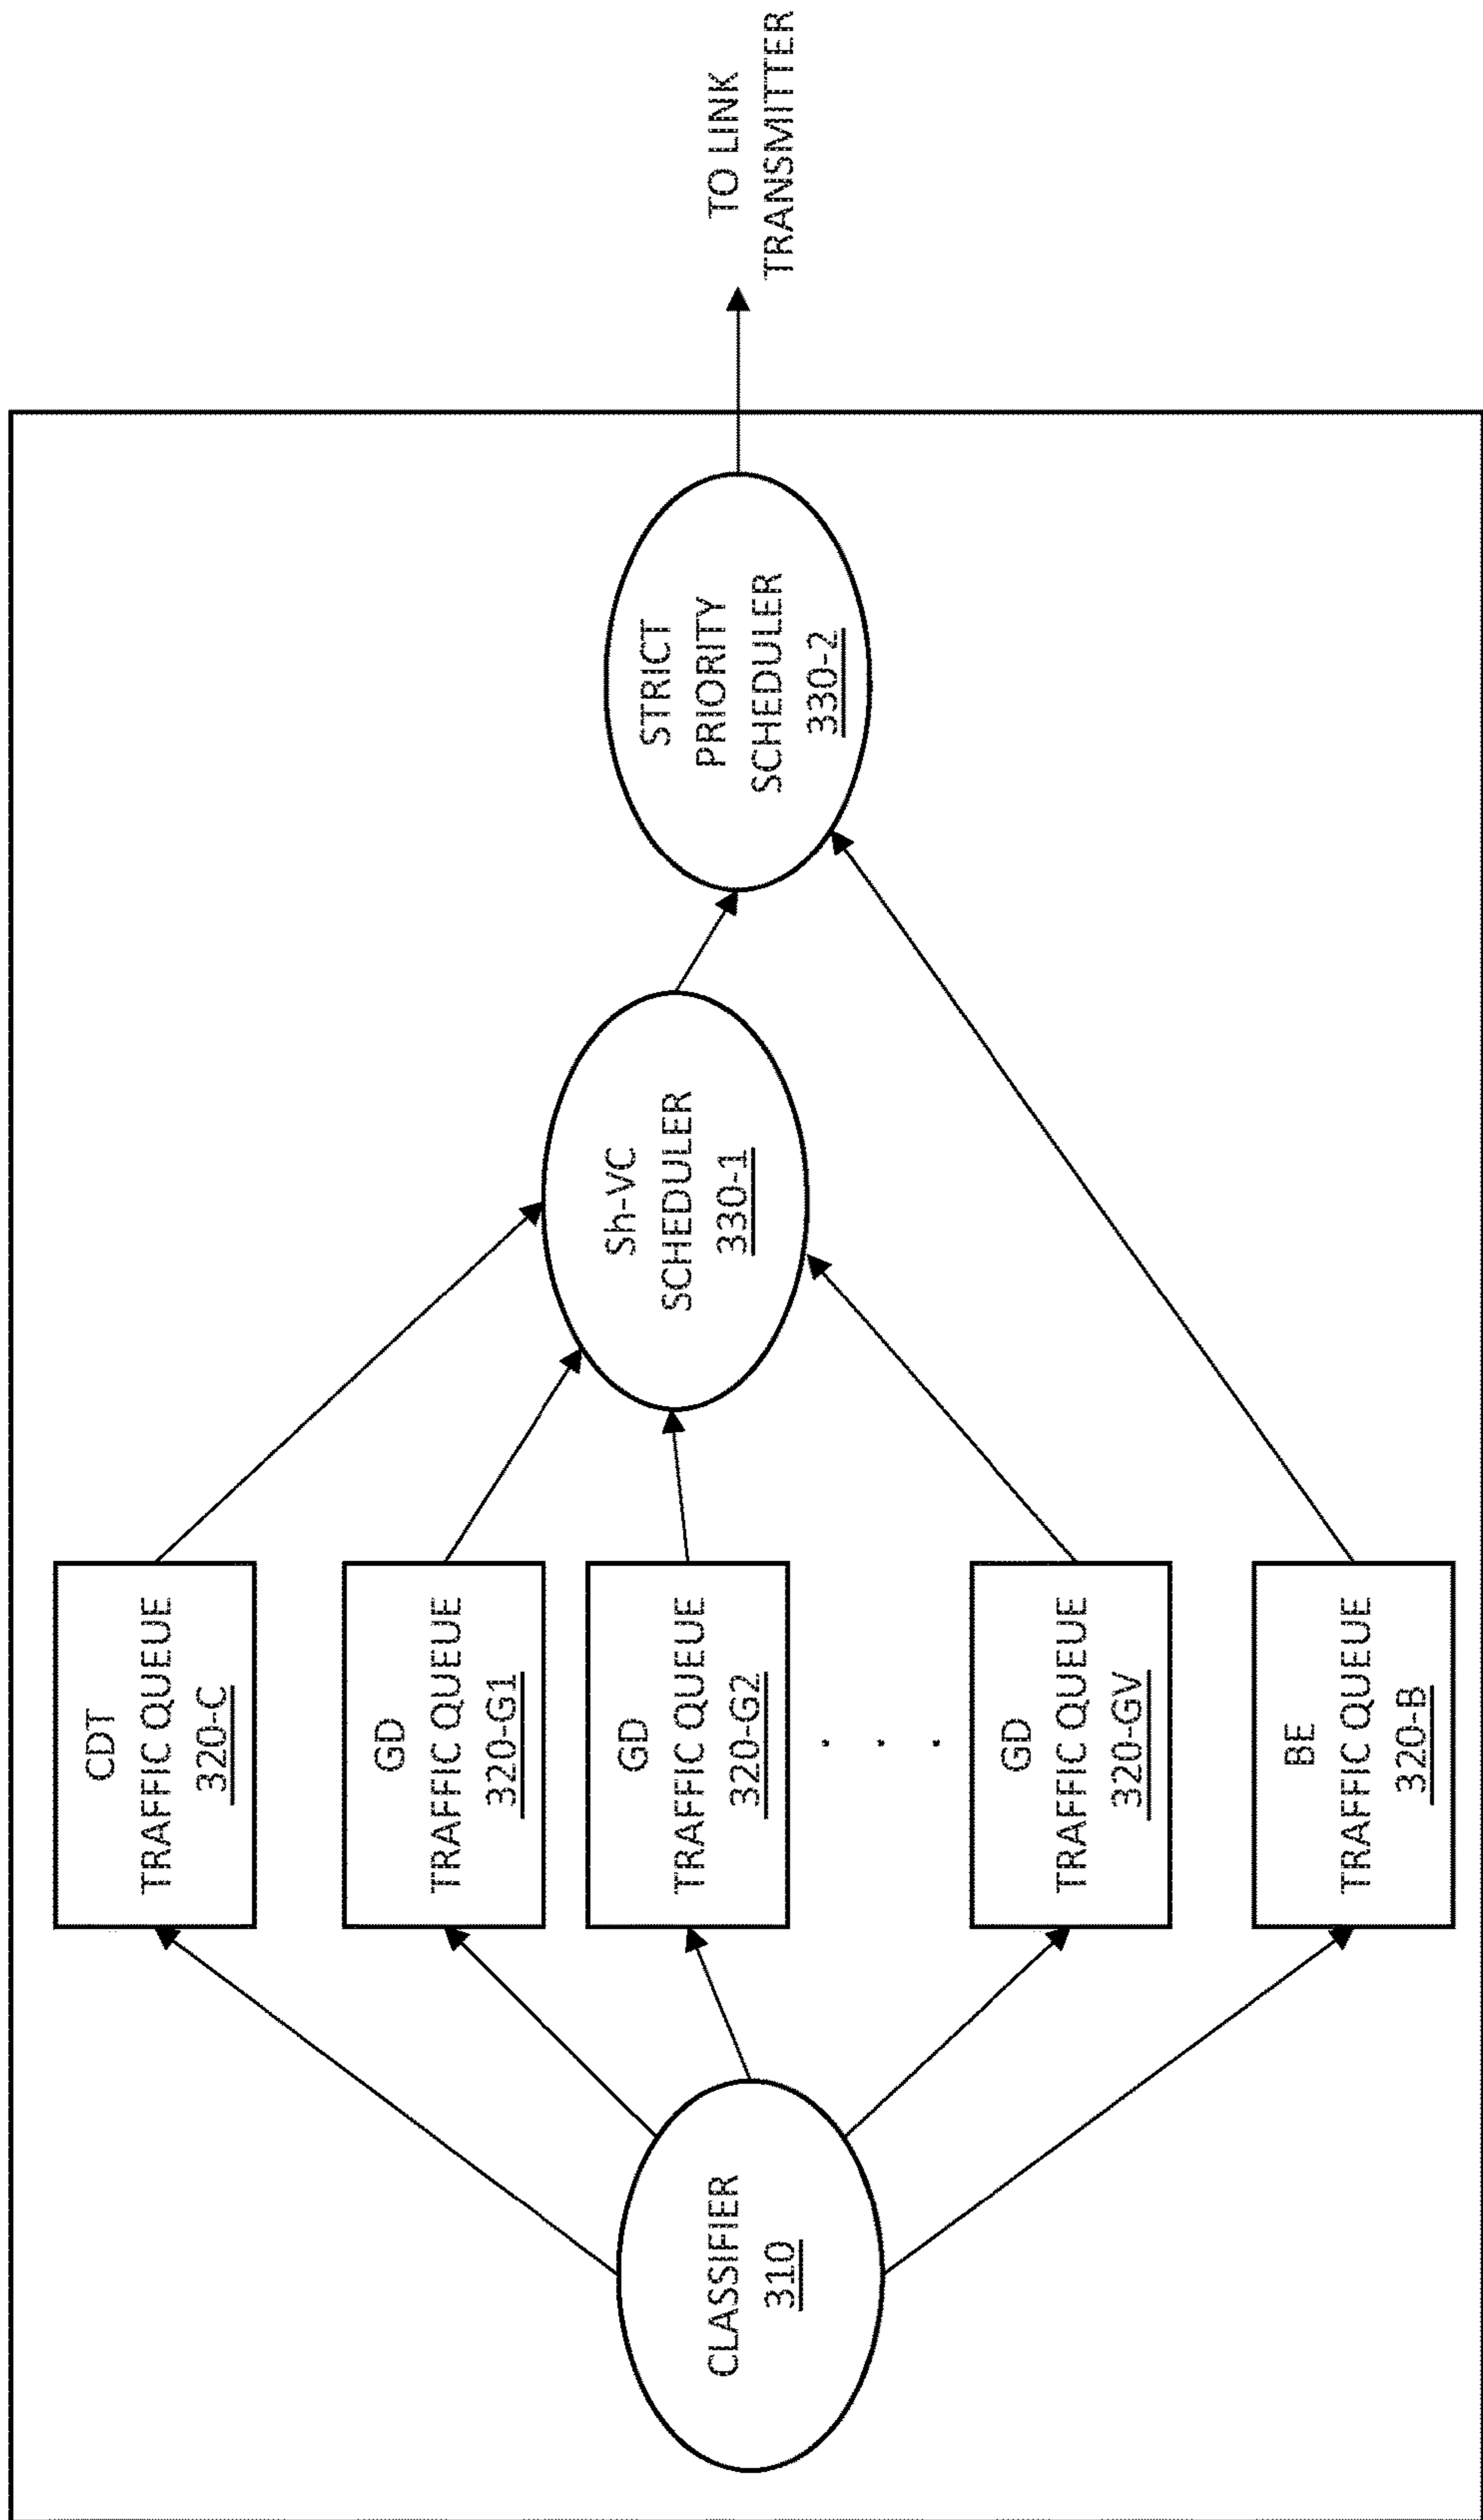 CLASSIFIER
310
CDT
TRAFFIC QUEUE
320-C
GD
TRAFFIC QUEUE
320-G1
GD
TRAFFIC QUEUE
320-G2
. . .
GD
TRAFFIC QUEUE
320-GV
BE
TRAFFIC QUEUE
320-B
Sh-VC
SCHEDULER
330-1
STRICT
PRIORITY
SCHEDULER
330-2
TO LINK
TRANSMITTER